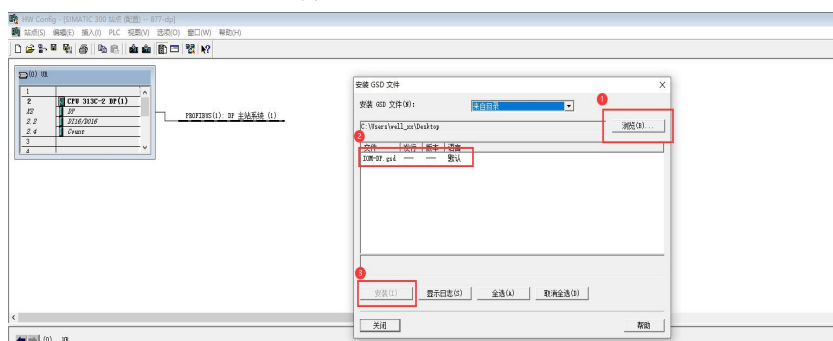 HW Config - [SIMATIC 300 站点 (配置) -- 877-dp]
站点(S) 编辑(E) 插入(I) PLC 视图(V) 选项(O) 窗口(W) 帮助(H)
(0) UR
1
2 CPU 313C-2 DP(1)
X2 DP
2.2 DI16/DO16
2.4 Count
3
4
PROFIBUS(1): DP 主站系统 (1)
安装 GSD 文件
安装 GSD 文件(N): 来自目录
1
C:\Users\well_xx\Desktop 浏览(B)...
2
文件 发行 版本 语言
IOM-DP.gsd — — 默认
3
安装(I) 显示日志(S) 全选(A) 取消全选(D)
关闭 帮助
(0) UR